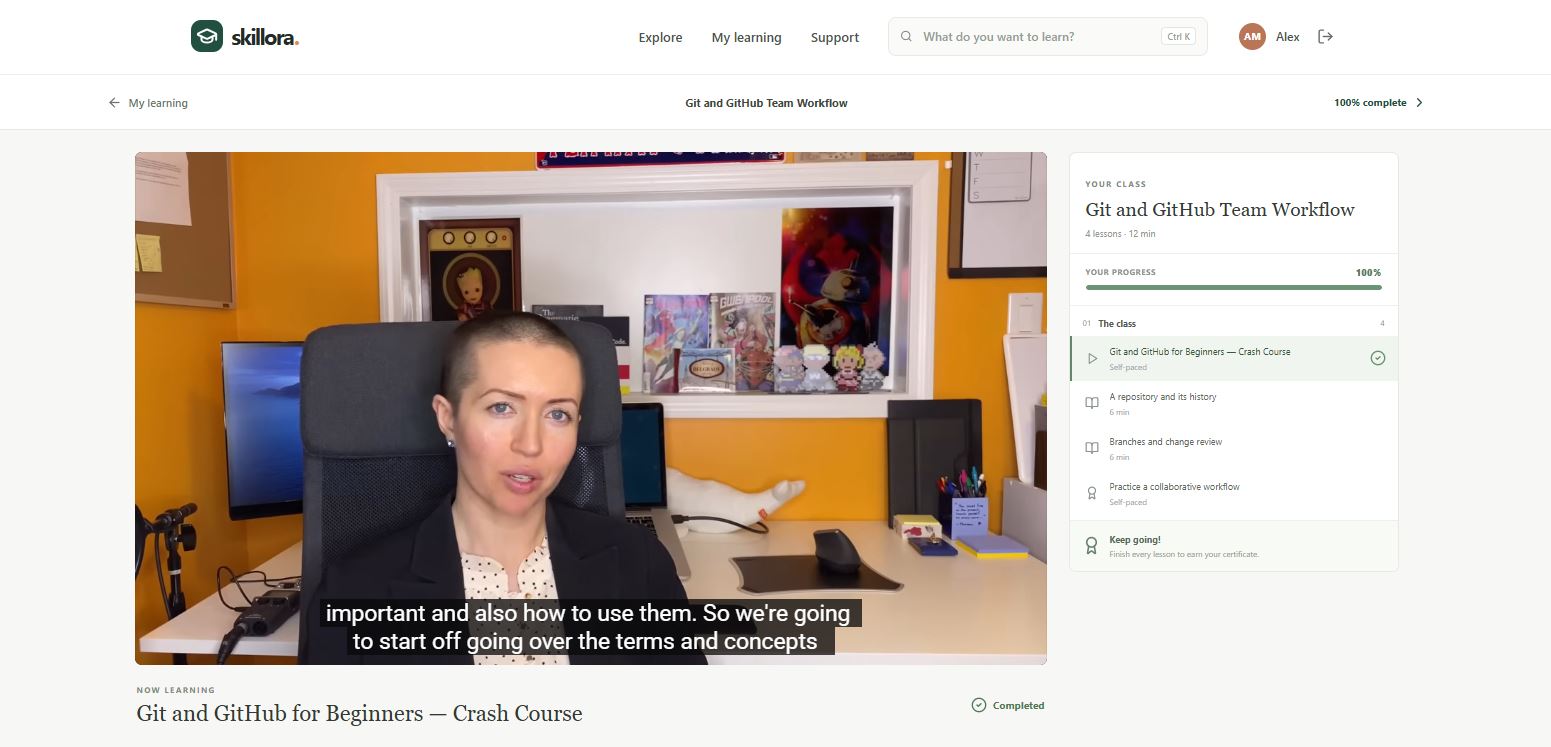 skillora.
Explore
My learning
Support
What do you want to learn?
Ctrl K
AM
Alex
My learning
Git and GitHub Team Workflow
100% complete
W
T
F
S
The
Code.
GWENPOOL
BELGRADE
important and also how to use them. So we're going
to start off going over the terms and concepts
NOW LEARNING
Git and GitHub for Beginners — Crash Course
Completed
YOUR CLASS
Git and GitHub Team Workflow
4 lessons · 12 min
YOUR PROGRESS
100%
01 The class
4
Git and GitHub for Beginners — Crash Course
Self-paced
A repository and its history
6 min
Branches and change review
6 min
Practice a collaborative workflow
Self-paced
Keep going!
Finish every lesson to earn your certificate.